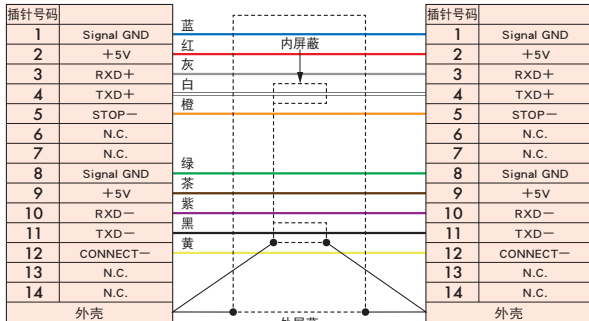 插针号码 插针号码
蓝
1 Signal GND 1 Signal GND
红
2 +5V 内屏蔽 2 +5V
灰
3 RXD+ 3 RXD+
白
4 TXD+ 4 TXD+
橙
5 STOP− 5 STOP−
6 N.C. 6 N.C.
7 N.C. 7 N.C.
绿
8 Signal GND 8 Signal GND
茶
9 +5V 9 +5V
紫
10 RXD− 10 RXD−
黑
11 TXD− 11 TXD−
黄
12 CONNECT− 12 CONNECT−
13 N.C. 13 N.C.
14 N.C. 14 N.C.
外壳 外壳
外屏蔽